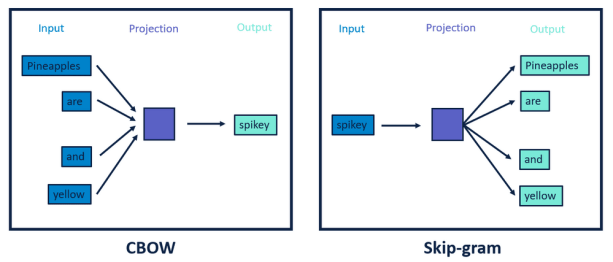 Input Projection Output
Pineapples
are
and
yellow
spikey
CBOW
Input Projection Output
spikey
Pineapples
are
and
yellow
Skip-gram